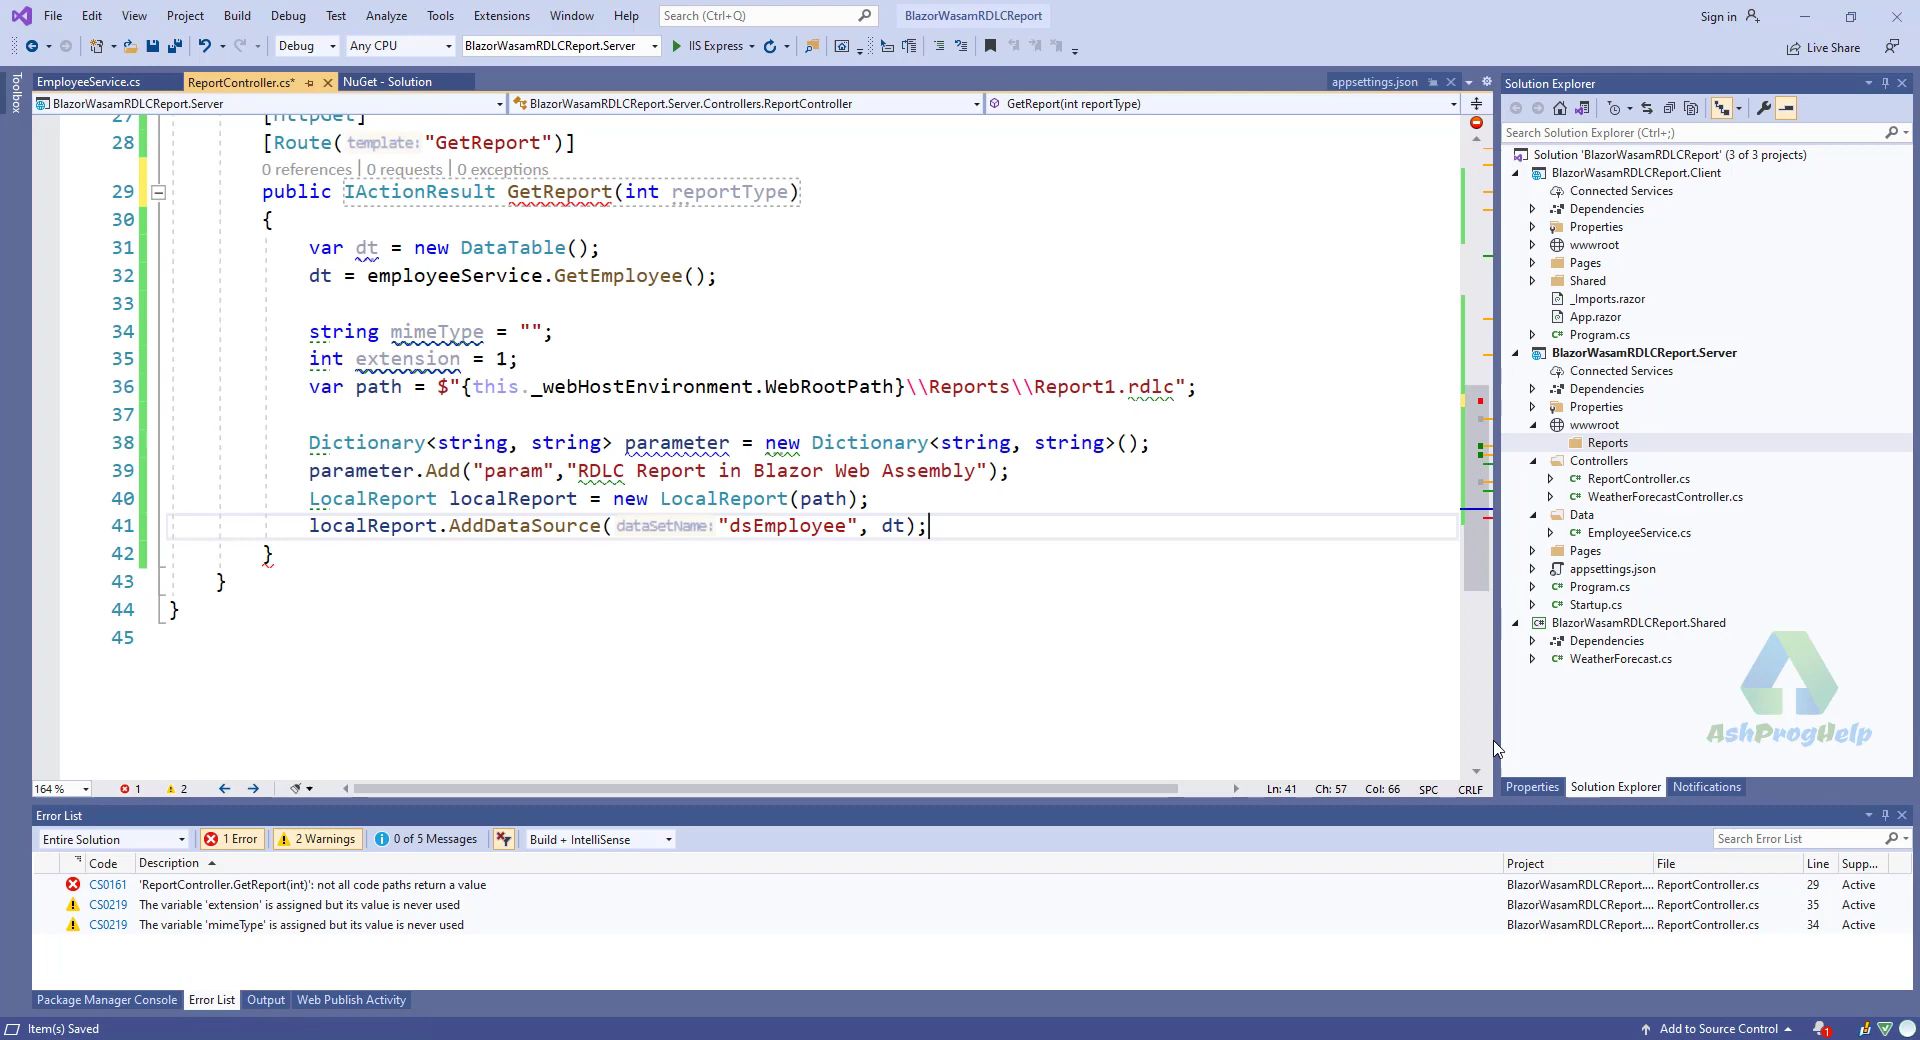 File Edit View Project Build Debug Test Analyze Tools Extensions Window Help Search (Ctrl+Q) BlazorWasamRDLCReport Sign in
Debug Any CPU BlazorWasamRDLCReport.Server IIS Express Live Share
Toolbox
EmployeeService.cs ReportController.cs* NuGet - Solution appsettings.json
BlazorWasamRDLCReport.Server BlazorWasamRDLCReport.Server.Controllers.ReportController GetReport(int reportType)
27 [HttpGet]
28 [Route(template: "GetReport")]
0 references | 0 requests | 0 exceptions
29 public IActionResult GetReport(int reportType)
30 {
31 var dt = new DataTable();
32 dt = employeeService.GetEmployee();
33
34 string mimeType = "";
35 int extension = 1;
36 var path = $"{this._webHostEnvironment.WebRootPath}\\Reports\\Report1.rdlc";
37
38 Dictionary<string, string> parameter = new Dictionary<string, string>();
39 parameter.Add("param","RDLC Report in Blazor Web Assembly");
40 LocalReport localReport = new LocalReport(path);
41 localReport.AddDataSource(dataSetName: "dsEmployee", dt);
42 }
43 }
44 }
45
164 % 1 2 Ln: 41 Ch: 57 Col: 66 SPC CRLF
Solution Explorer
Search Solution Explorer (Ctrl+;)
Solution 'BlazorWasamRDLCReport' (3 of 3 projects)
BlazorWasamRDLCReport.Client
Connected Services
Dependencies
Properties
wwwroot
Pages
Shared
_Imports.razor
App.razor
C# Program.cs
BlazorWasamRDLCReport.Server
Connected Services
Dependencies
Properties
wwwroot
Reports
Controllers
C# ReportController.cs
C# WeatherForecastController.cs
Data
C# EmployeeService.cs
Pages
appsettings.json
C# Program.cs
C# Startup.cs
C# BlazorWasamRDLCReport.Shared
Dependencies
C# WeatherForecast.cs
AshProgHelp
Properties Solution Explorer Notifications
Error List
Entire Solution 1 Error 2 Warnings 0 of 5 Messages Build + IntelliSense Search Error List
Code Description Project File Line Supp...
CS0161 'ReportController.GetReport(int)': not all code paths return a value BlazorWasamRDLCReport.... ReportController.cs 29 Active
CS0219 The variable 'extension' is assigned but its value is never used BlazorWasamRDLCReport.... ReportController.cs 35 Active
CS0219 The variable 'mimeType' is assigned but its value is never used BlazorWasamRDLCReport.... ReportController.cs 34 Active
Package Manager Console Error List Output Web Publish Activity
Item(s) Saved Add to Source Control 1